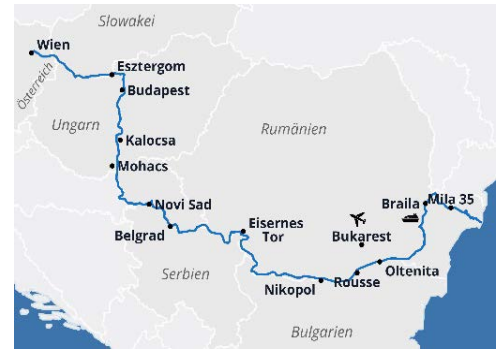 Slowakei
Wien
Österreich
Esztergom
Budapest
Ungarn
Kalocsa
Rumänien
Mohacs
Novi Sad
Braila
Mila 35
Belgrad
Eisernes
Tor
Bukarest
Oltenita
Serbien
Nikopol
Rousse
Bulgarien